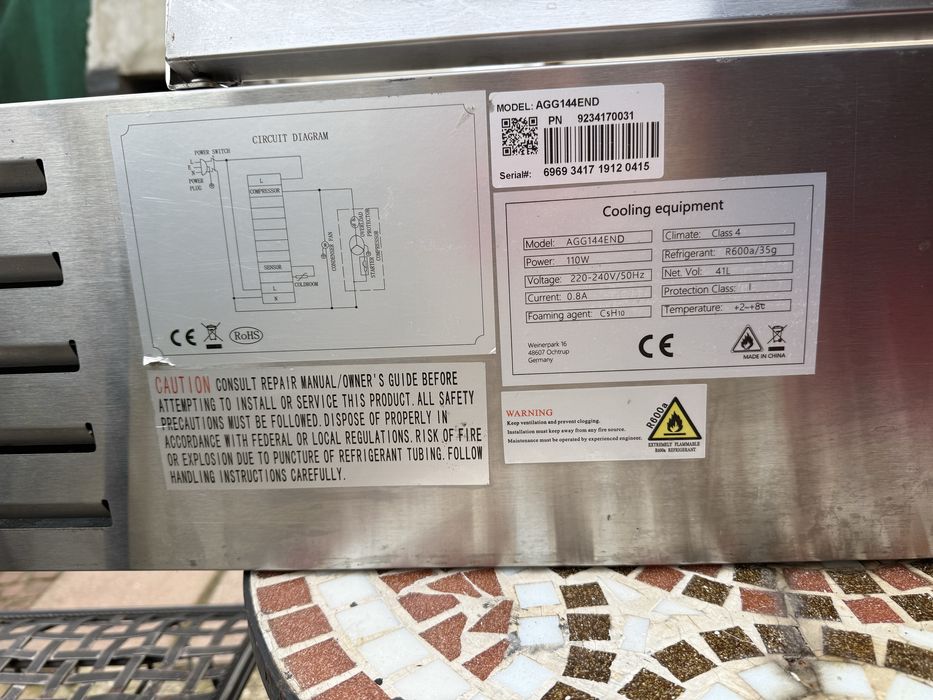 CIRCUIT DIAGRAM
POWER SWITCH
L
N
POWER
PLUG
L
COMPRESSOR
SENSOR
L
N
COLDROOM
CONDENSER FAN
STARTER
COMPRESSOR
OVERLOAD
PROTECTOR
CE
RoHS
MODEL: AGG144END
PN 9234170031
Serial#: 6969 3417 1912 0415
Cooling equipment
Model: AGG144END
Power: 110W
Voltage: 220-240V/50Hz
Current: 0.8A
Foaming agent: C5H10
Climate: Class 4
Refrigerant: R600a/35g
Net. Vol: 41L
Protection Class: I
Temperature: +2~+8℃
Weinerpark 16
48607 Ochtrup
Germany
CE
MADE IN CHINA
CAUTION CONSULT REPAIR MANUAL/OWNER'S GUIDE BEFORE
ATTEMPTING TO INSTALL OR SERVICE THIS PRODUCT. ALL SAFETY
PRECAUTIONS MUST BE FOLLOWED. DISPOSE OF PROPERLY IN
ACCORDANCE WITH FEDERAL OR LOCAL REGULATIONS. RISK OF FIRE
OR EXPLOSION DUE TO PUNCTURE OF REFRIGERANT TUBING. FOLLOW
HANDLING INSTRUCTIONS CAREFULLY.
WARNING
Keep ventilation and prevent clogging.
Installation must keep away from any fire source.
Maintenance must be operated by experienced engineer.
R600a
EXTREMELY FLAMMABLE
R600a REFRIGERANT